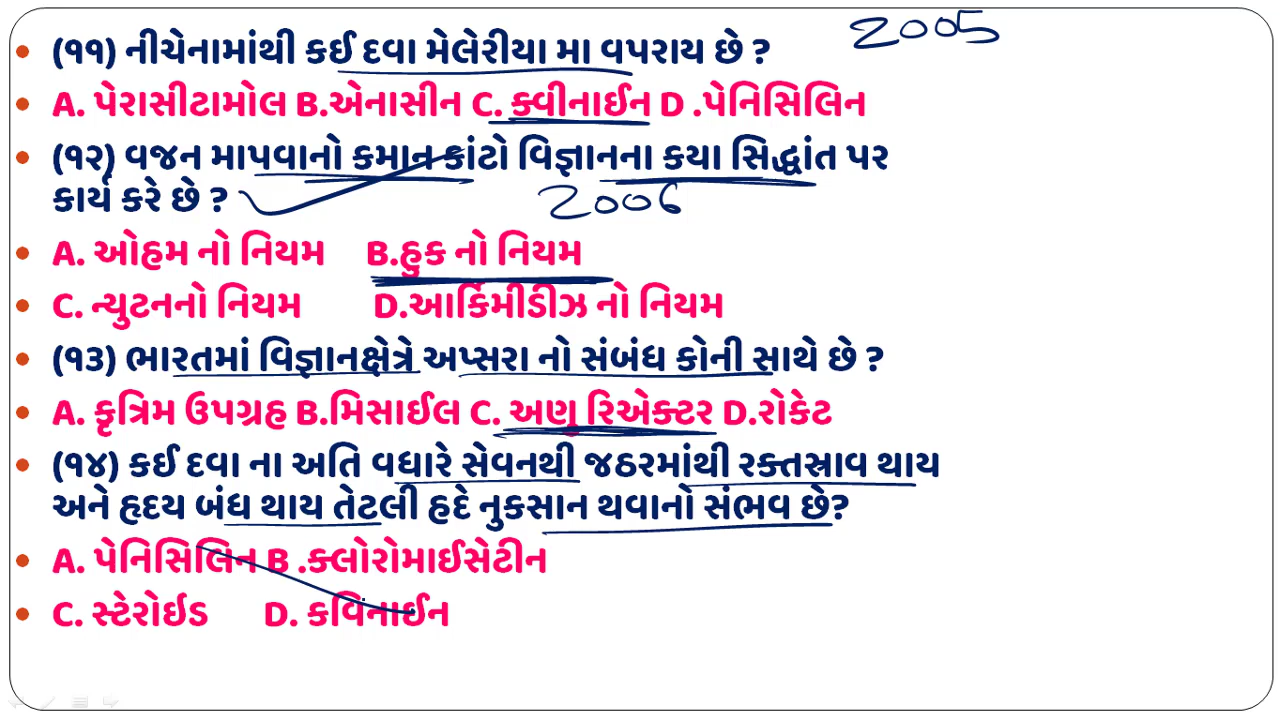 2005
• (૧૧) નીચેનામાંથી કઈ દવા મેલેરીયા મા વપરાય છે ?
• A. પેરાસીટામોલ B.એનાસીન C. ક્વીનાઈન D .પેનિસિલિન
• (૧૨) વજન માપવાનો કમાન કાંટો વિજ્ઞાનના કયા સિદ્ધાંત પર
કાર્ય કરે છે ?
2006
• A. ઓહમ નો નિયમ B.હુક નો નિયમ
• C. ન્યુટનનો નિયમ D.આર્કિમીડીઝ નો નિયમ
• (૧૩) ભારતમાં વિજ્ઞાનક્ષેત્રે અપ્સરા નો સંબંધ કોની સાથે છે ?
• A. કૃત્રિમ ઉપગ્રહ B.મિસાઈલ C. અણુ રિએક્ટર D.રોકેટ
• (૧૪) કઈ દવા ના અતિ વધારે સેવનથી જઠરમાંથી રક્તસ્રાવ થાય
અને હૃદય બંધ થાય તેટલી હદે નુકસાન થવાનો સંભવ છે?
• A. પેનિસિલિન B .ક્લોરોમાઈસેટીન
• C. સ્ટેરોઇડ D. કવિનાઈન